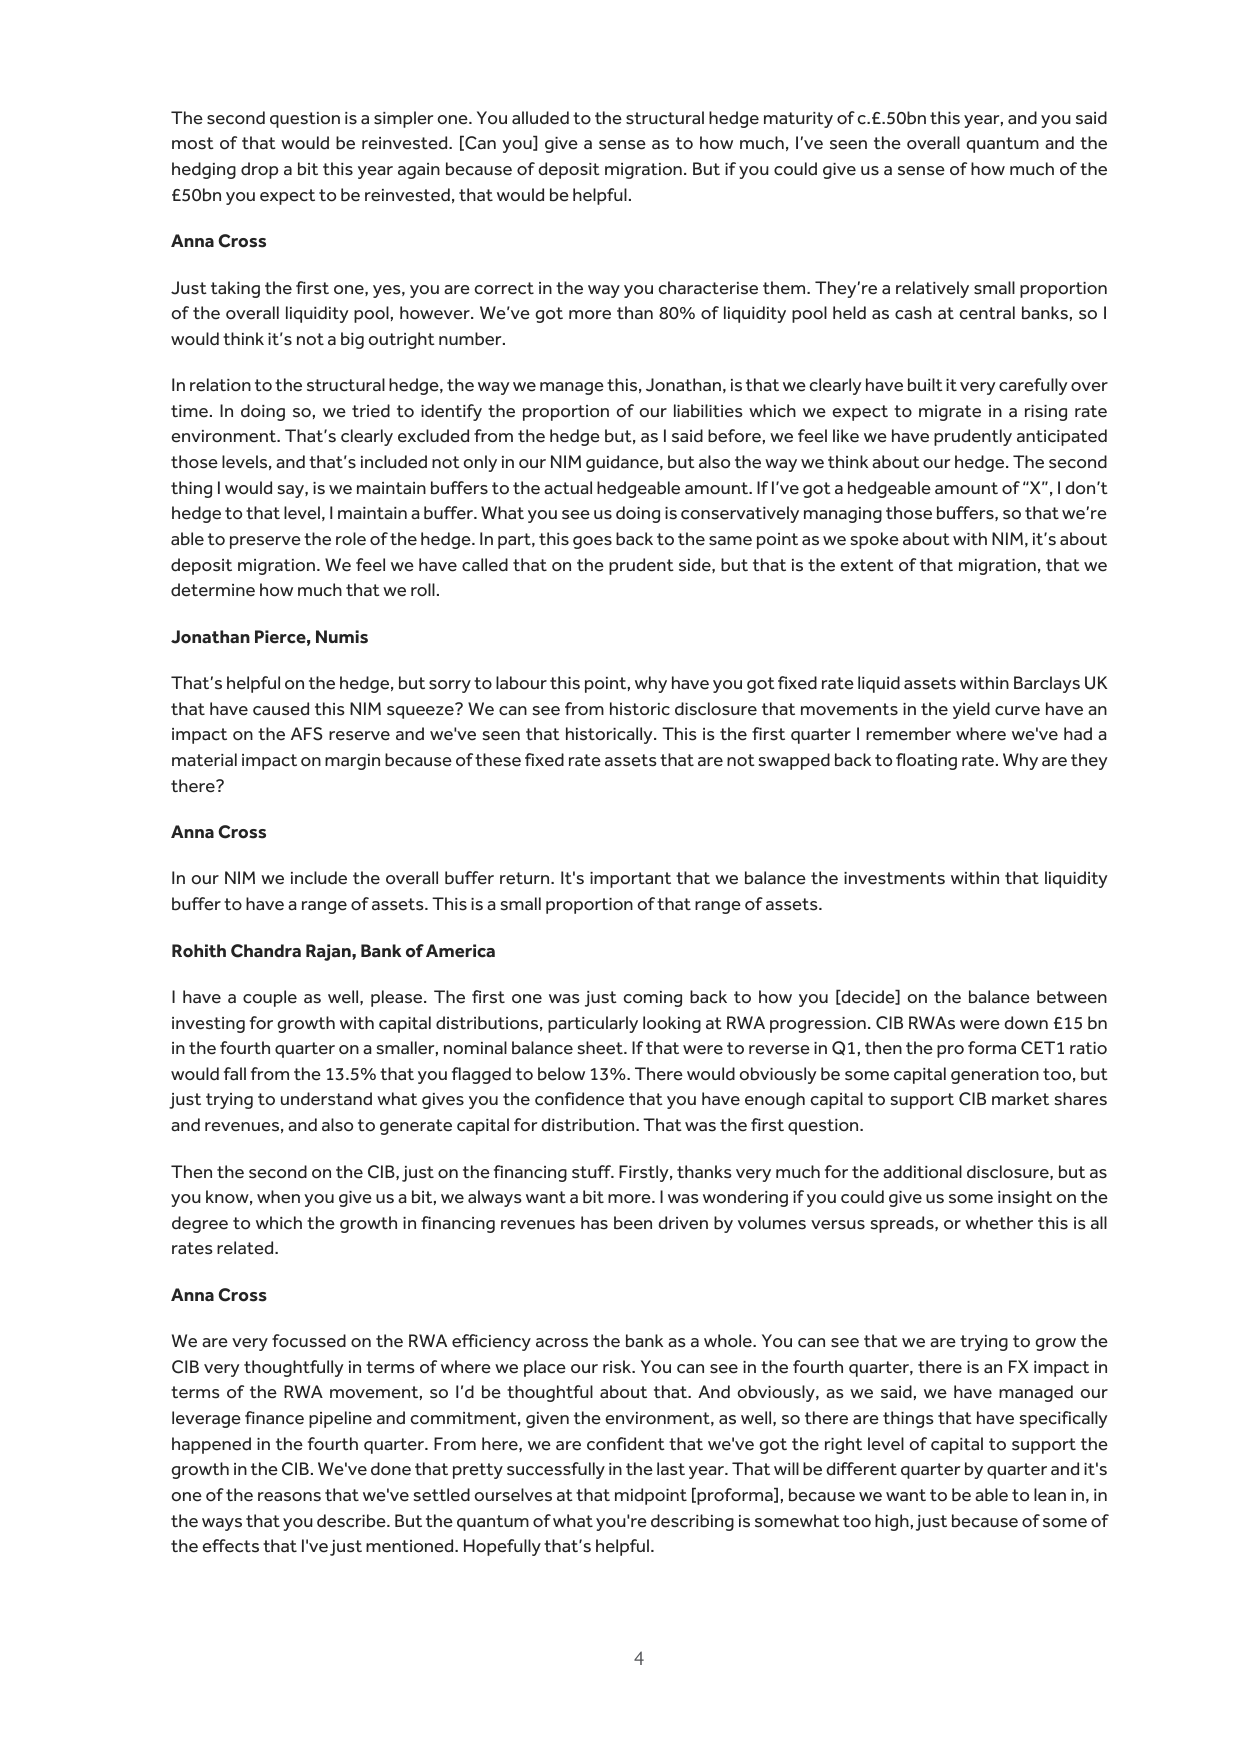 The second question is a simpler one. You alluded to the structural hedge maturity of c.£.50bn this year, and you said
most of that would be reinvested. [Can you] give a sense as to how much, I’ve seen the overall quantum and the
hedging drop a bit this year again because of deposit migration. But if you could give us a sense of how much of the
£50bn you expect to be reinvested, that would be helpful.
Anna Cross
Just taking the first one, yes, you are correct in the way you characterise them. They’re a relatively small proportion
of the overall liquidity pool, however. We’ve got more than 80% of liquidity pool held as cash at central banks, so I
would think it’s not a big outright number.
In relation to the structural hedge, the way we manage this, Jonathan, is that we clearly have built it very carefully over
time. In doing so, we tried to identify the proportion of our liabilities which we expect to migrate in a rising rate
environment. That’s clearly excluded from the hedge but, as I said before, we feel like we have prudently anticipated
those levels, and that’s included not only in our NIM guidance, but also the way we think about our hedge. The second
thing I would say, is we maintain buffers to the actual hedgeable amount. If I’ve got a hedgeable amount of “X”, I don’t
hedge to that level, I maintain a buffer. What you see us doing is conservatively managing those buffers, so that we’re
able to preserve the role of the hedge. In part, this goes back to the same point as we spoke about with NIM, it’s about
deposit migration. We feel we have called that on the prudent side, but that is the extent of that migration, that we
determine how much that we roll.
Jonathan Pierce, Numis
That’s helpful on the hedge, but sorry to labour this point, why have you got fixed rate liquid assets within Barclays UK
that have caused this NIM squeeze? We can see from historic disclosure that movements in the yield curve have an
impact on the AFS reserve and we've seen that historically. This is the first quarter I remember where we've had a
material impact on margin because of these fixed rate assets that are not swapped back to floating rate. Why are they
there?
Anna Cross
In our NIM we include the overall buffer return. It's important that we balance the investments within that liquidity
buffer to have a range of assets. This is a small proportion of that range of assets.
Rohith Chandra Rajan, Bank of America
I have a couple as well, please. The first one was just coming back to how you [decide] on the balance between
investing for growth with capital distributions, particularly looking at RWA progression. CIB RWAs were down £15 bn
in the fourth quarter on a smaller, nominal balance sheet. If that were to reverse in Q1, then the pro forma CET1 ratio
would fall from the 13.5% that you flagged to below 13%. There would obviously be some capital generation too, but
just trying to understand what gives you the confidence that you have enough capital to support CIB market shares
and revenues, and also to generate capital for distribution. That was the first question.
Then the second on the CIB, just on the financing stuff. Firstly, thanks very much for the additional disclosure, but as
you know, when you give us a bit, we always want a bit more. I was wondering if you could give us some insight on the
degree to which the growth in financing revenues has been driven by volumes versus spreads, or whether this is all
rates related.
Anna Cross
We are very focussed on the RWA efficiency across the bank as a whole. You can see that we are trying to grow the
CIB very thoughtfully in terms of where we place our risk. You can see in the fourth quarter, there is an FX impact in
terms of the RWA movement, so I’d be thoughtful about that. And obviously, as we said, we have managed our
leverage finance pipeline and commitment, given the environment, as well, so there are things that have specifically
happened in the fourth quarter. From here, we are confident that we've got the right level of capital to support the
growth in the CIB. We've done that pretty successfully in the last year. That will be different quarter by quarter and it's
one of the reasons that we've settled ourselves at that midpoint [proforma], because we want to be able to lean in, in
the ways that you describe. But the quantum of what you're describing is somewhat too high, just because of some of
the effects that I've just mentioned. Hopefully that’s helpful.
4